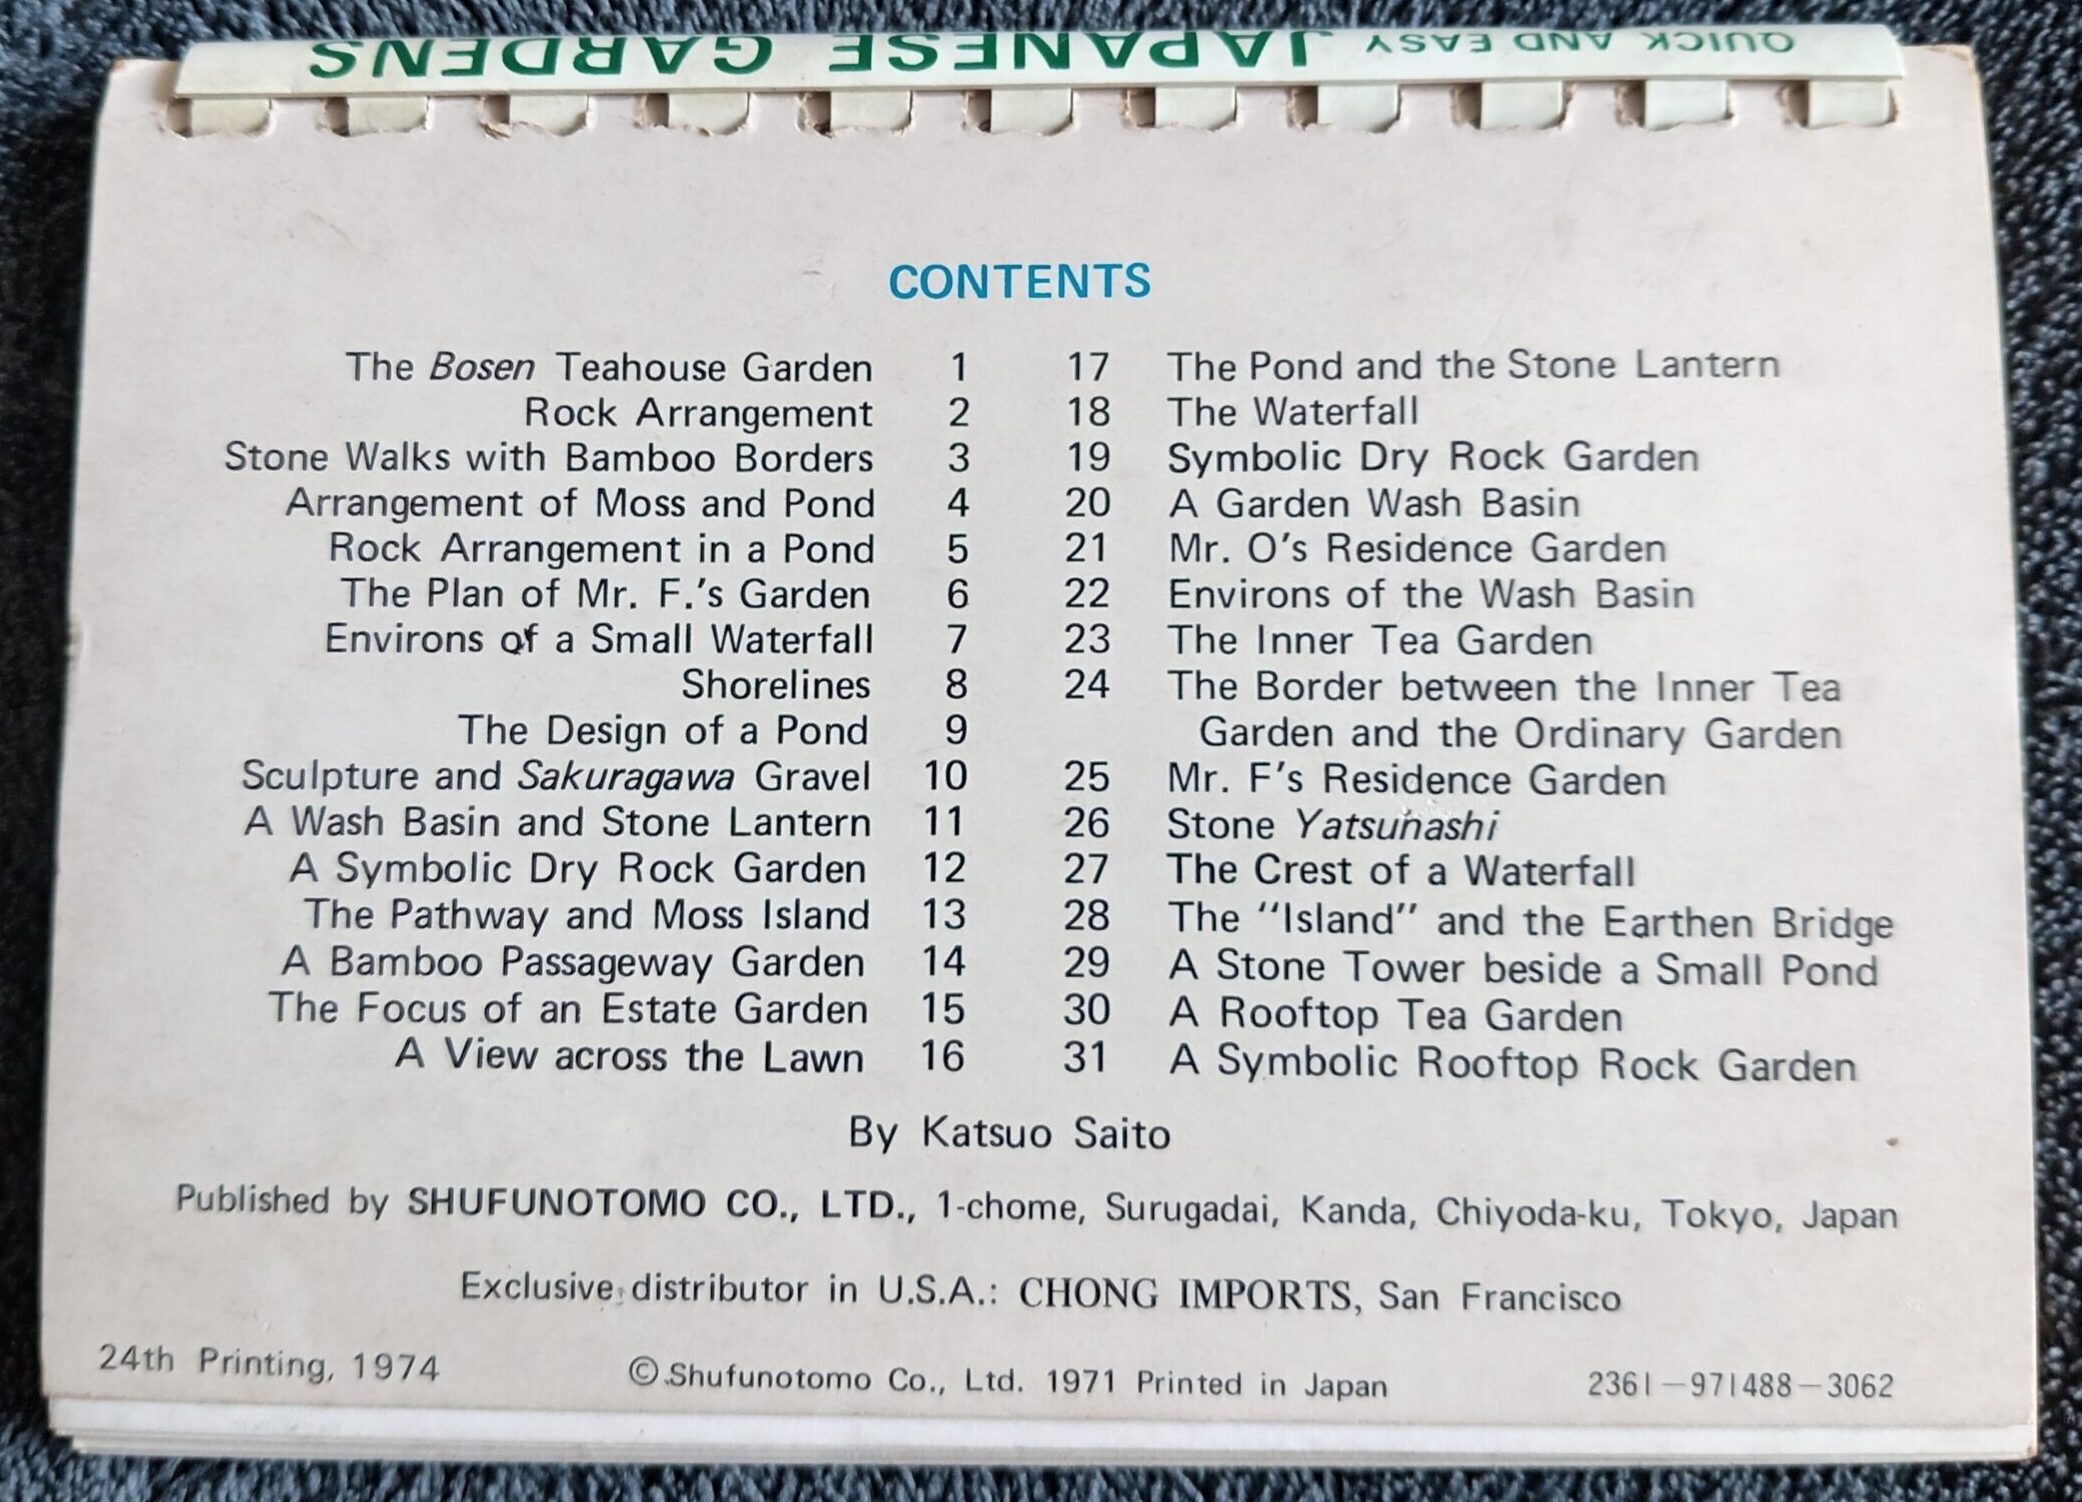 QUICK AND EASY JAPANESE GARDENS
CONTENTS
The Bosen Teahouse Garden 1
Rock Arrangement 2
Stone Walks with Bamboo Borders 3
Arrangement of Moss and Pond 4
Rock Arrangement in a Pond 5
The Plan of Mr. F.'s Garden 6
Environs of a Small Waterfall 7
Shorelines 8
The Design of a Pond 9
Sculpture and Sakuragawa Gravel 10
A Wash Basin and Stone Lantern 11
A Symbolic Dry Rock Garden 12
The Pathway and Moss Island 13
A Bamboo Passageway Garden 14
The Focus of an Estate Garden 15
A View across the Lawn 16
17 The Pond and the Stone Lantern
18 The Waterfall
19 Symbolic Dry Rock Garden
20 A Garden Wash Basin
21 Mr. O's Residence Garden
22 Environs of the Wash Basin
23 The Inner Tea Garden
24 The Border between the Inner Tea
Garden and the Ordinary Garden
25 Mr. F's Residence Garden
26 Stone Yatsunashi
27 The Crest of a Waterfall
28 The "Island" and the Earthen Bridge
29 A Stone Tower beside a Small Pond
30 A Rooftop Tea Garden
31 A Symbolic Rooftop Rock Garden
By Katsuo Saito
Published by SHUFUNOTOMO CO., LTD., 1-chome, Surugadai, Kanda, Chiyoda-ku, Tokyo, Japan
Exclusive distributor in U.S.A.: CHONG IMPORTS, San Francisco
24th Printing, 1974
© Shufunotomo Co., Ltd. 1971 Printed in Japan
2361-971488-3062